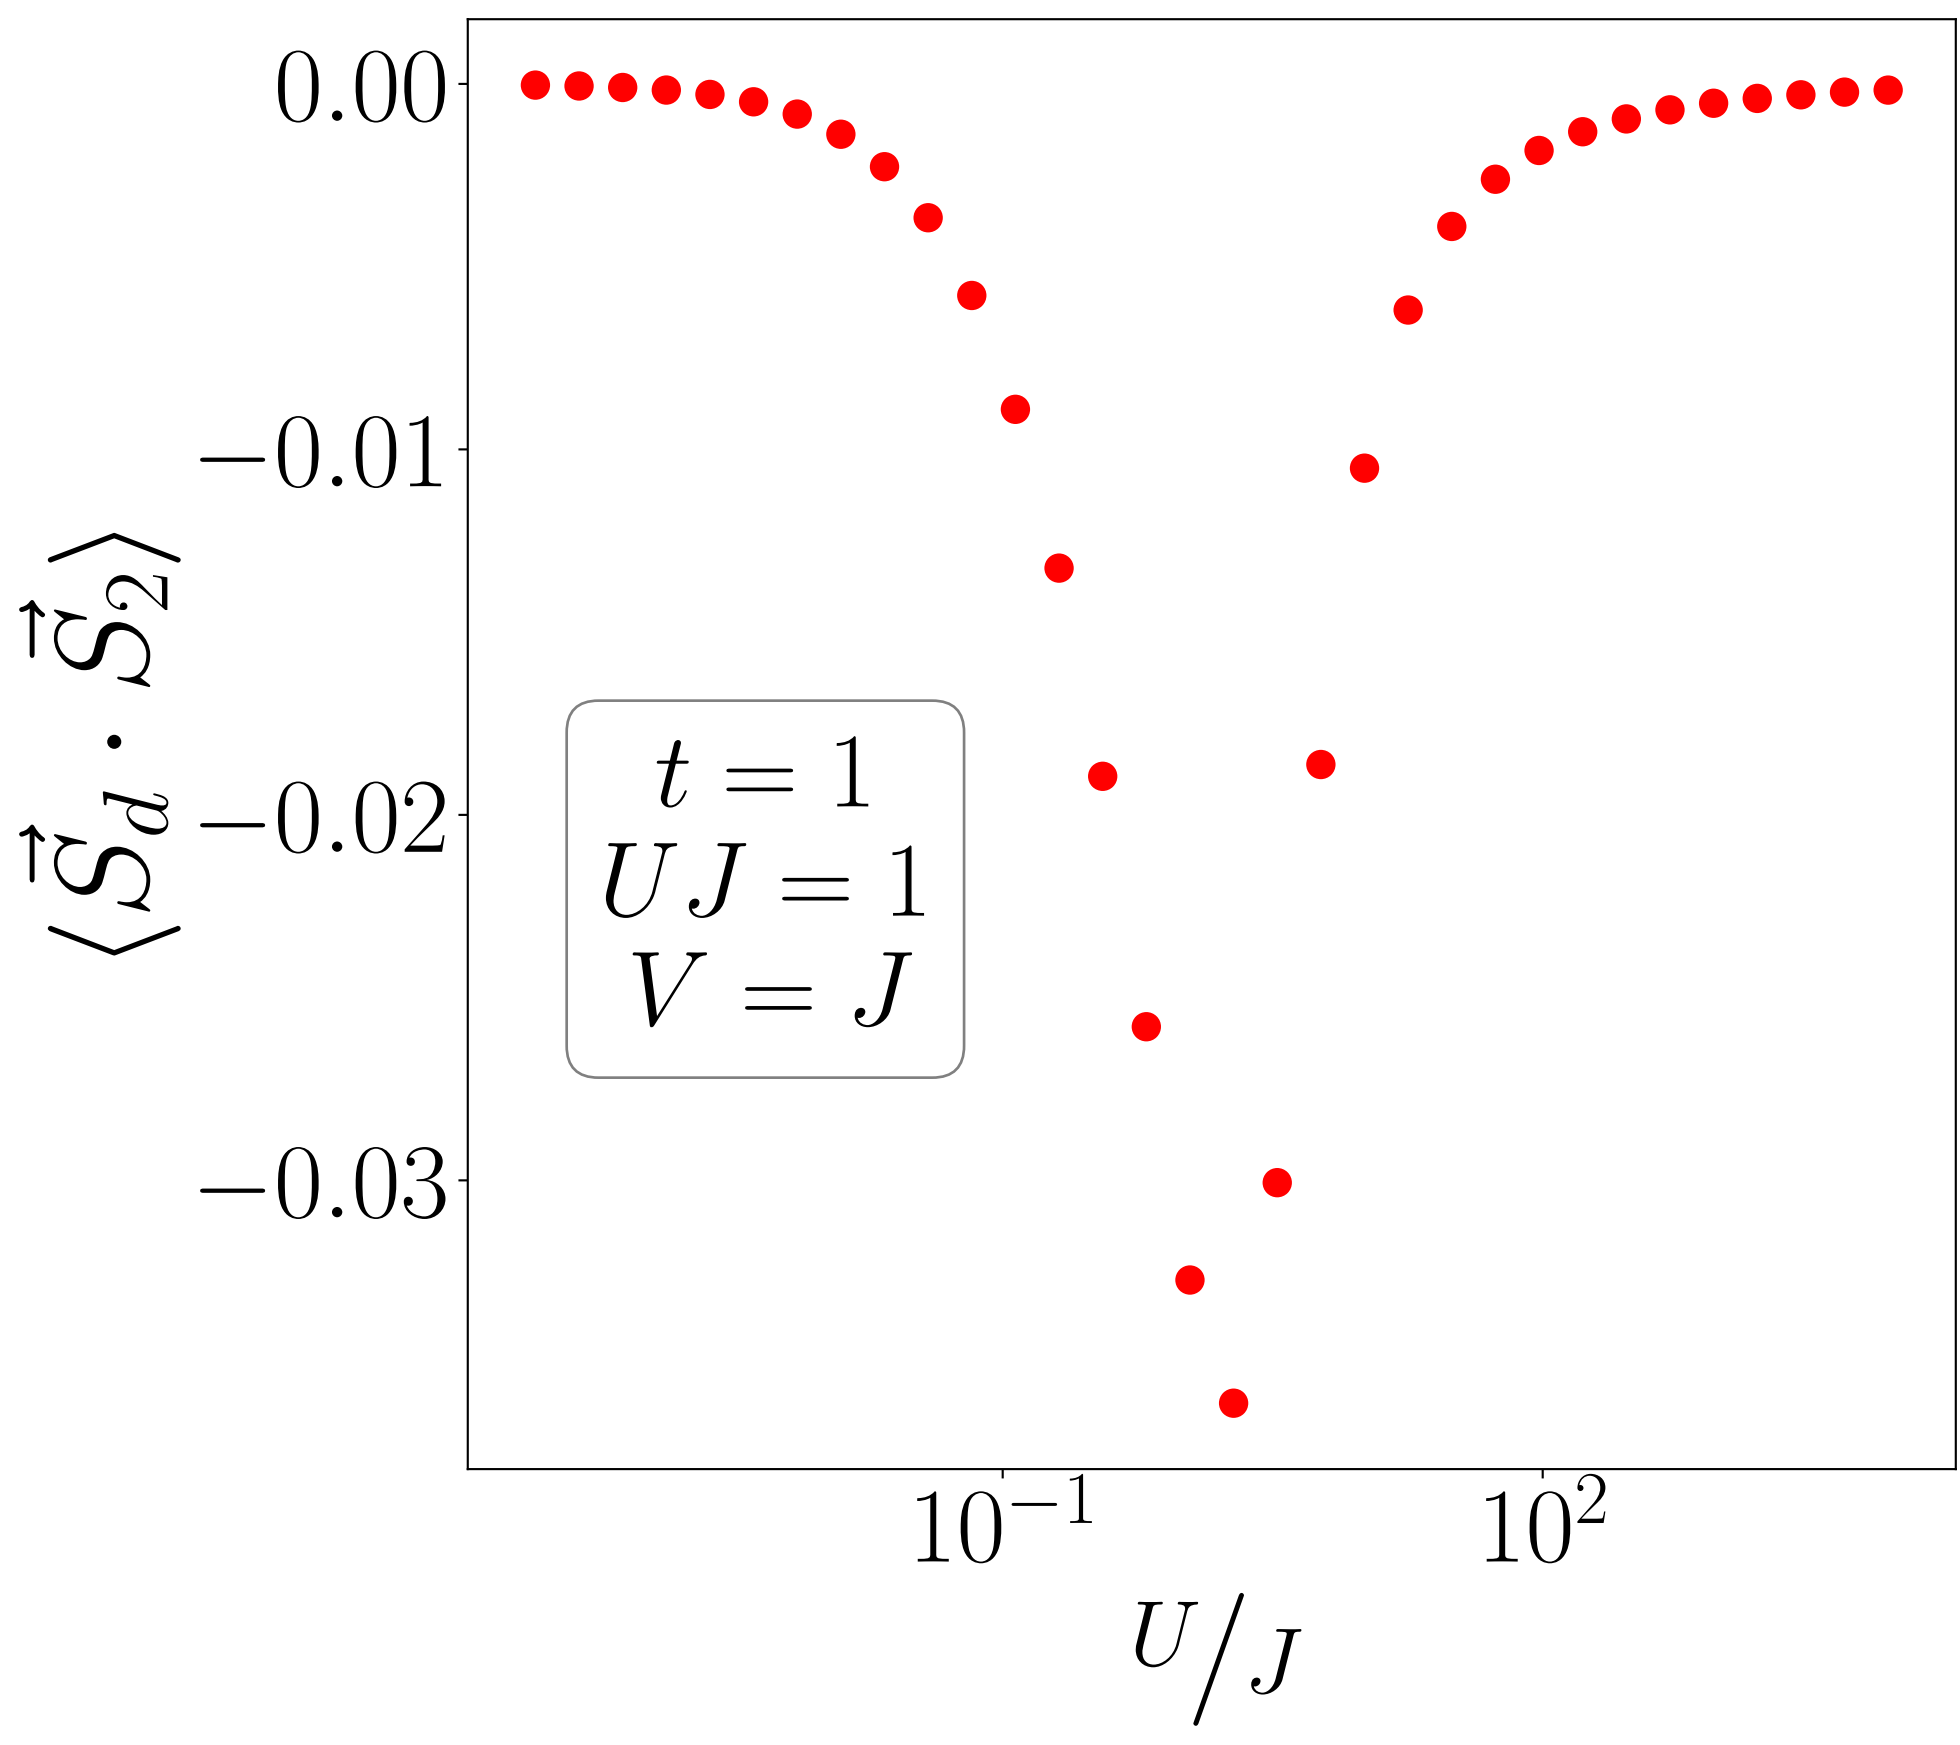 0.00
−0.01
−0.02
−0.03
⟨S⃗_d · S⃗_2⟩
t = 1
UJ = 1
V = J
10^{−1}
10^2
U/J